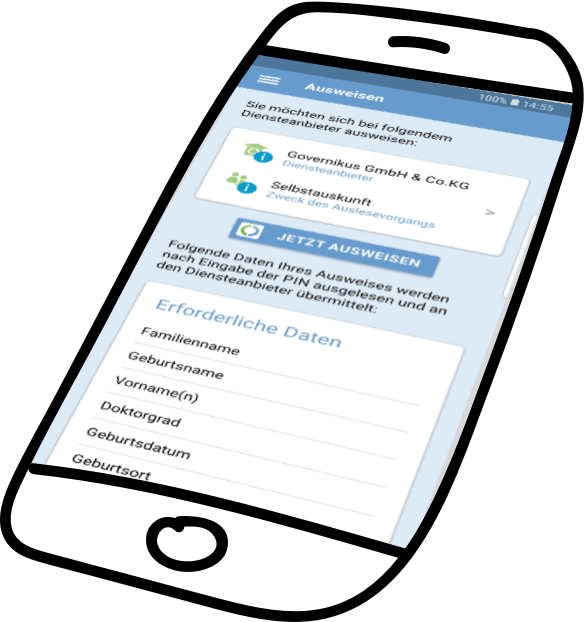 100% 14:55
Ausweisen
Sie möchten sich bei folgendem
Diensteanbieter ausweisen:
Governikus GmbH & Co.KG
Diensteanbieter
Selbstauskunft
Zweck des Auslesevorgangs
>
JETZT AUSWEISEN
Folgende Daten Ihres Ausweises werden
nach Eingabe der PIN ausgelesen und an
den Diensteanbieter übermittelt:
Erforderliche Daten
Familienname
Geburtsname
Vorname(n)
Doktorgrad
Geburtsdatum
Geburtsort